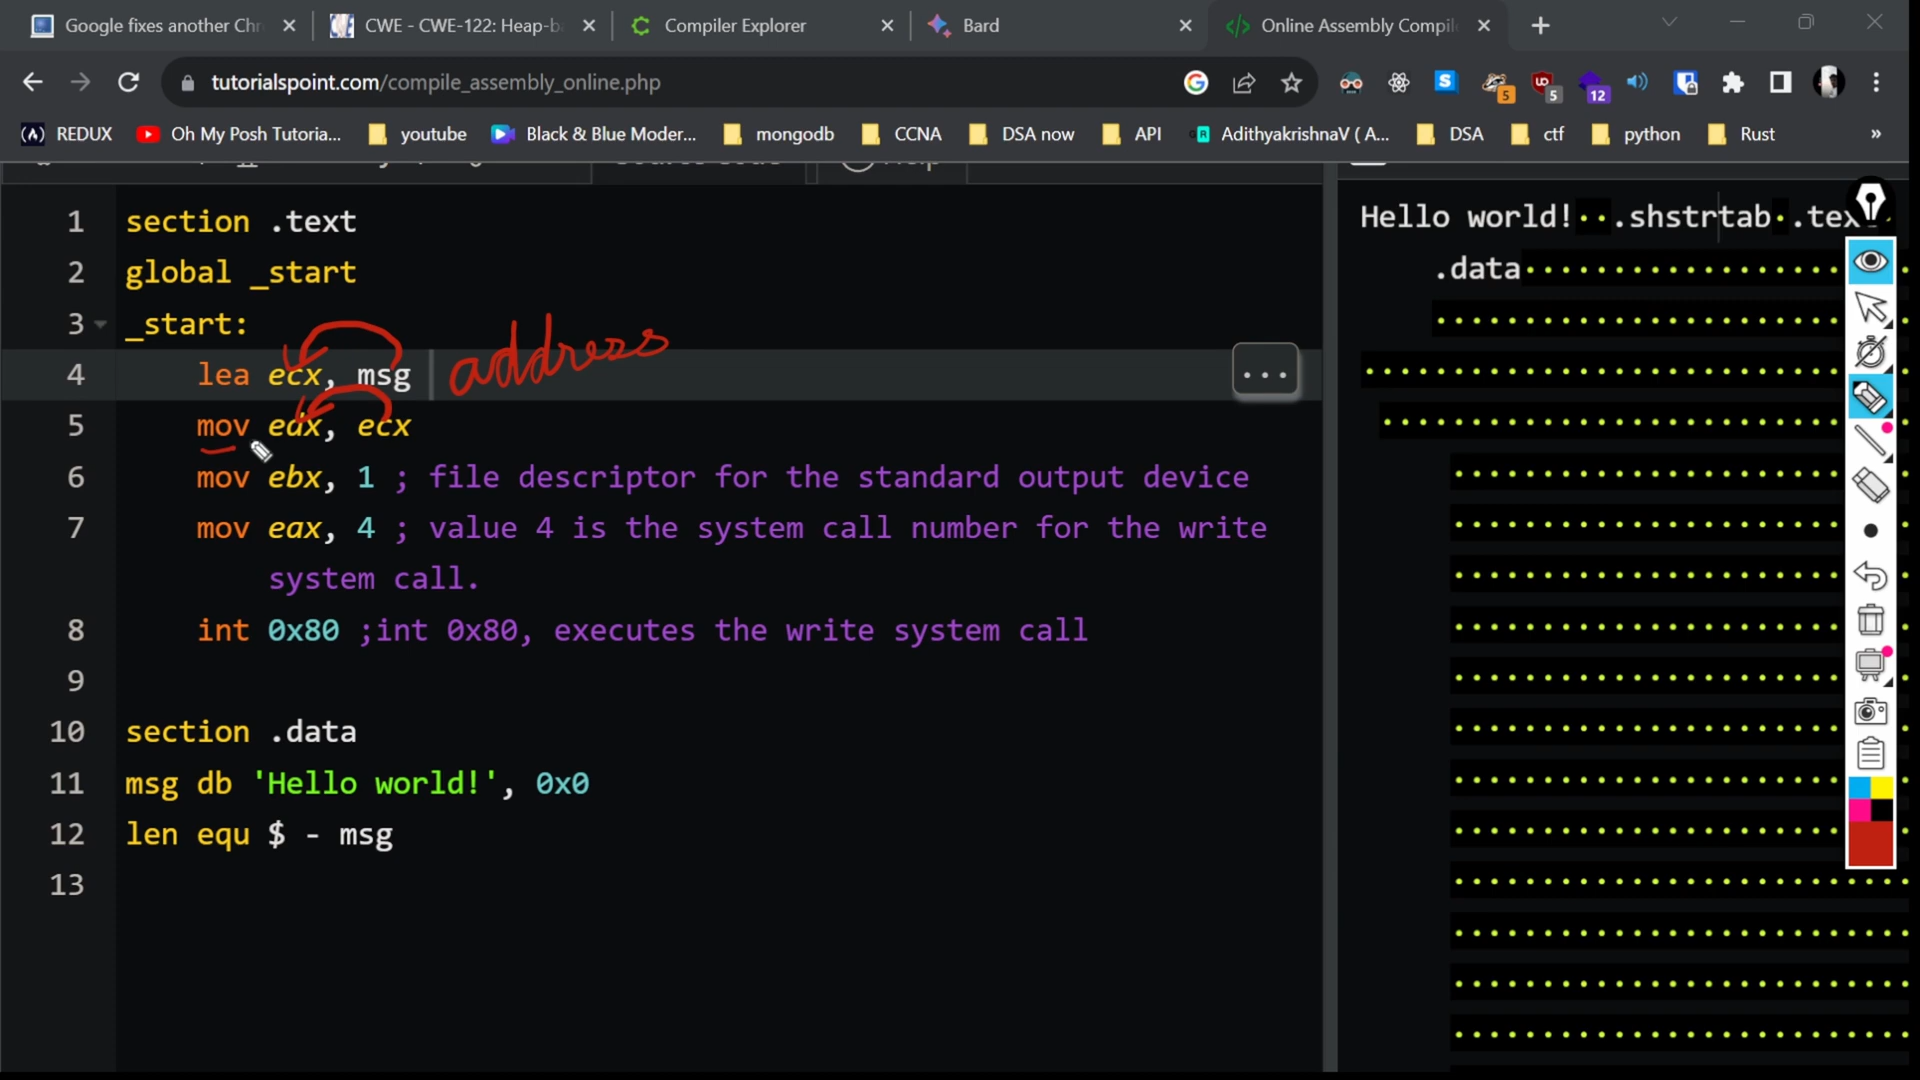 Google fixes another Chr
CWE - CWE-122: Heap-b
Compiler Explorer
Bard
Online Assembly Compil
tutorialspoint.com/compile_assembly_online.php
5
5
12
REDUX
Oh My Posh Tutoria...
youtube
Black & Blue Moder...
mongodb
CCNA
DSA now
API
AdithyakrishnaV ( A...
DSA
ctf
python
Rust
»
1 section .text
2 global _start
3 _start:
4 lea ecx, msg
address
5 mov edx, ecx
6 mov ebx, 1 ; file descriptor for the standard output device
7 mov eax, 4 ; value 4 is the system call number for the write
system call.
8 int 0x80 ;int 0x80, executes the write system call
9
10 section .data
11 msg db 'Hello world!', 0x0
12 len equ $ - msg
13
Hello world!··.shstrtab·.tex
.data